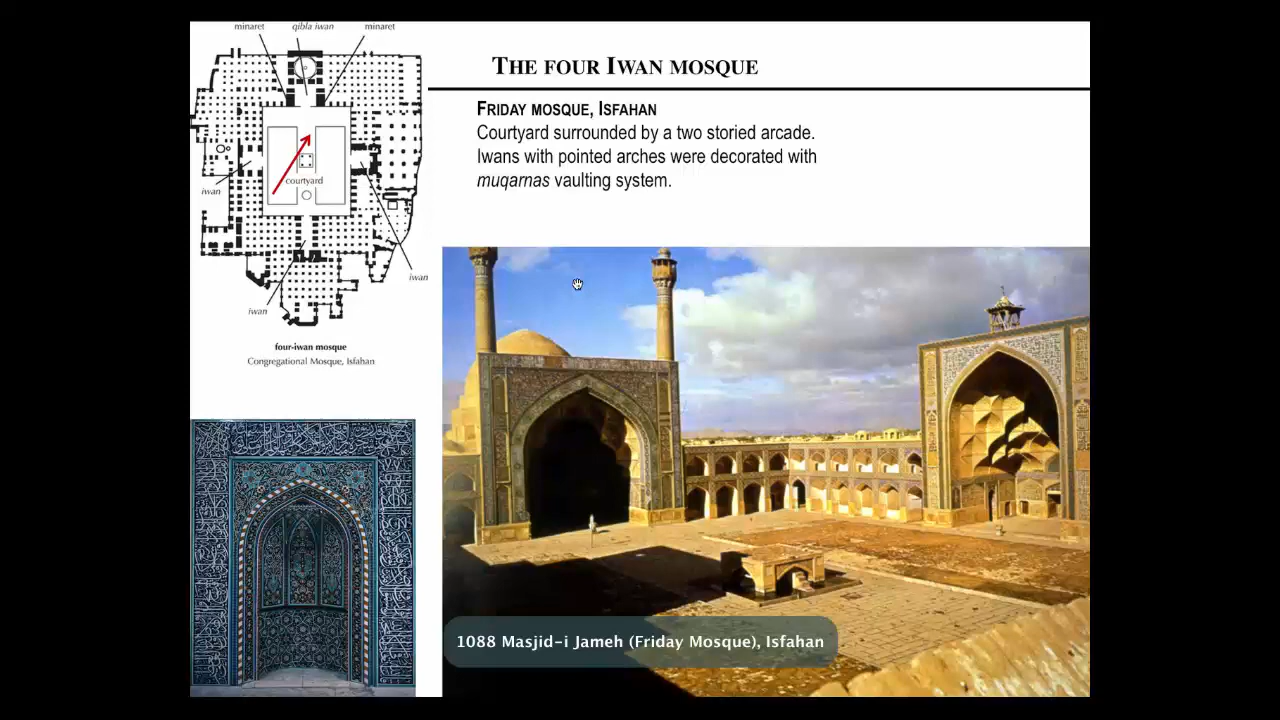 minaret
qibla iwan
minaret
THE FOUR IWAN MOSQUE
FRIDAY MOSQUE, ISFAHAN
Courtyard surrounded by a two storied arcade.
Iwans with pointed arches were decorated with
muqarnas vaulting system.
courtyard
iwan
iwan
iwan
four-iwan mosque
Congregational Mosque, Isfahan
1088 Masjid-i Jameh (Friday Mosque), Isfahan